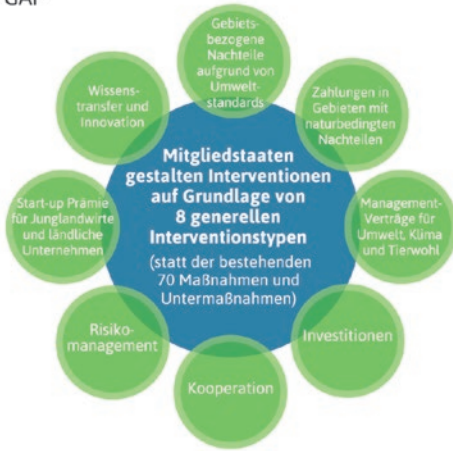 GAP
Gebiets-
bezogene
Nachteile
aufgrund von
Umwelt-
standards
Zahlungen in
Gebieten mit
naturbedingten
Nachteilen
Management-
Verträge für
Umwelt, Klima
und Tierwohl
Investitionen
Kooperation
Risiko-
management
Start-up Prämie
für Junglandwirte
und ländliche
Unternehmen
Wissens-
transfer und
Innovation
Mitgliedstaaten
gestalten Interventionen
auf Grundlage von
8 generellen
Interventionstypen
(statt der bestehenden
70 Maßnahmen und
Untermaßnahmen)